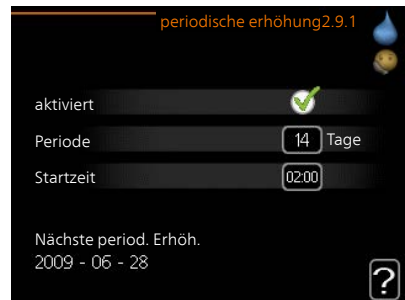 periodische erhöhung2.9.1
aktiviert
Periode 14 Tage
Startzeit 02:00
Nächste period. Erhöh.
2009 - 06 - 28
?